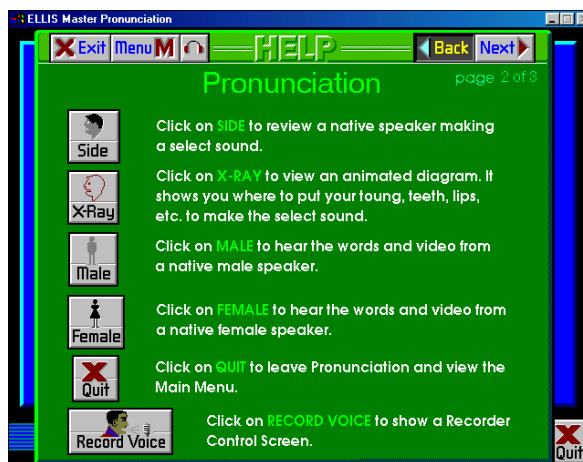 ELLIS Master Pronunciation
Exit Menu M HELP Back Next
Pronunciation
page 2 of 3
Side
Click on SIDE to review a native speaker making
a select sound.
X-Ray
Click on X-RAY to view an animated diagram. It
shows you where to put your toung, teeth, lips,
etc. to make the select sound.
Male
Click on MALE to hear the words and video from
a native male speaker.
Female
Click on FEMALE to hear the words and video from
a native female speaker.
Quit
Click on QUIT to leave Pronunciation and view the
Main Menu.
Record Voice
Click on RECORD VOICE to show a Recorder
Control Screen.
Quit